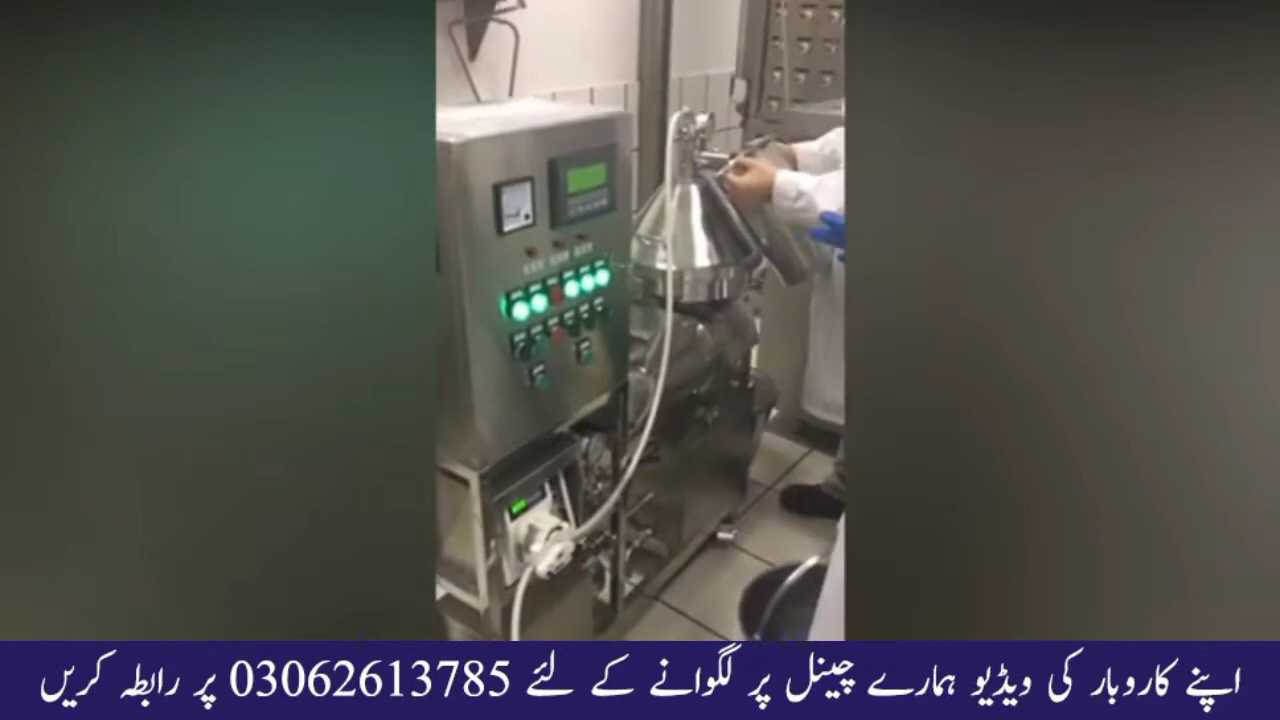 اپنے کاروبار کی ویڈیو ہمارے چینل پر لگوانے کے لئے 03062613785 پر رابطہ کریں